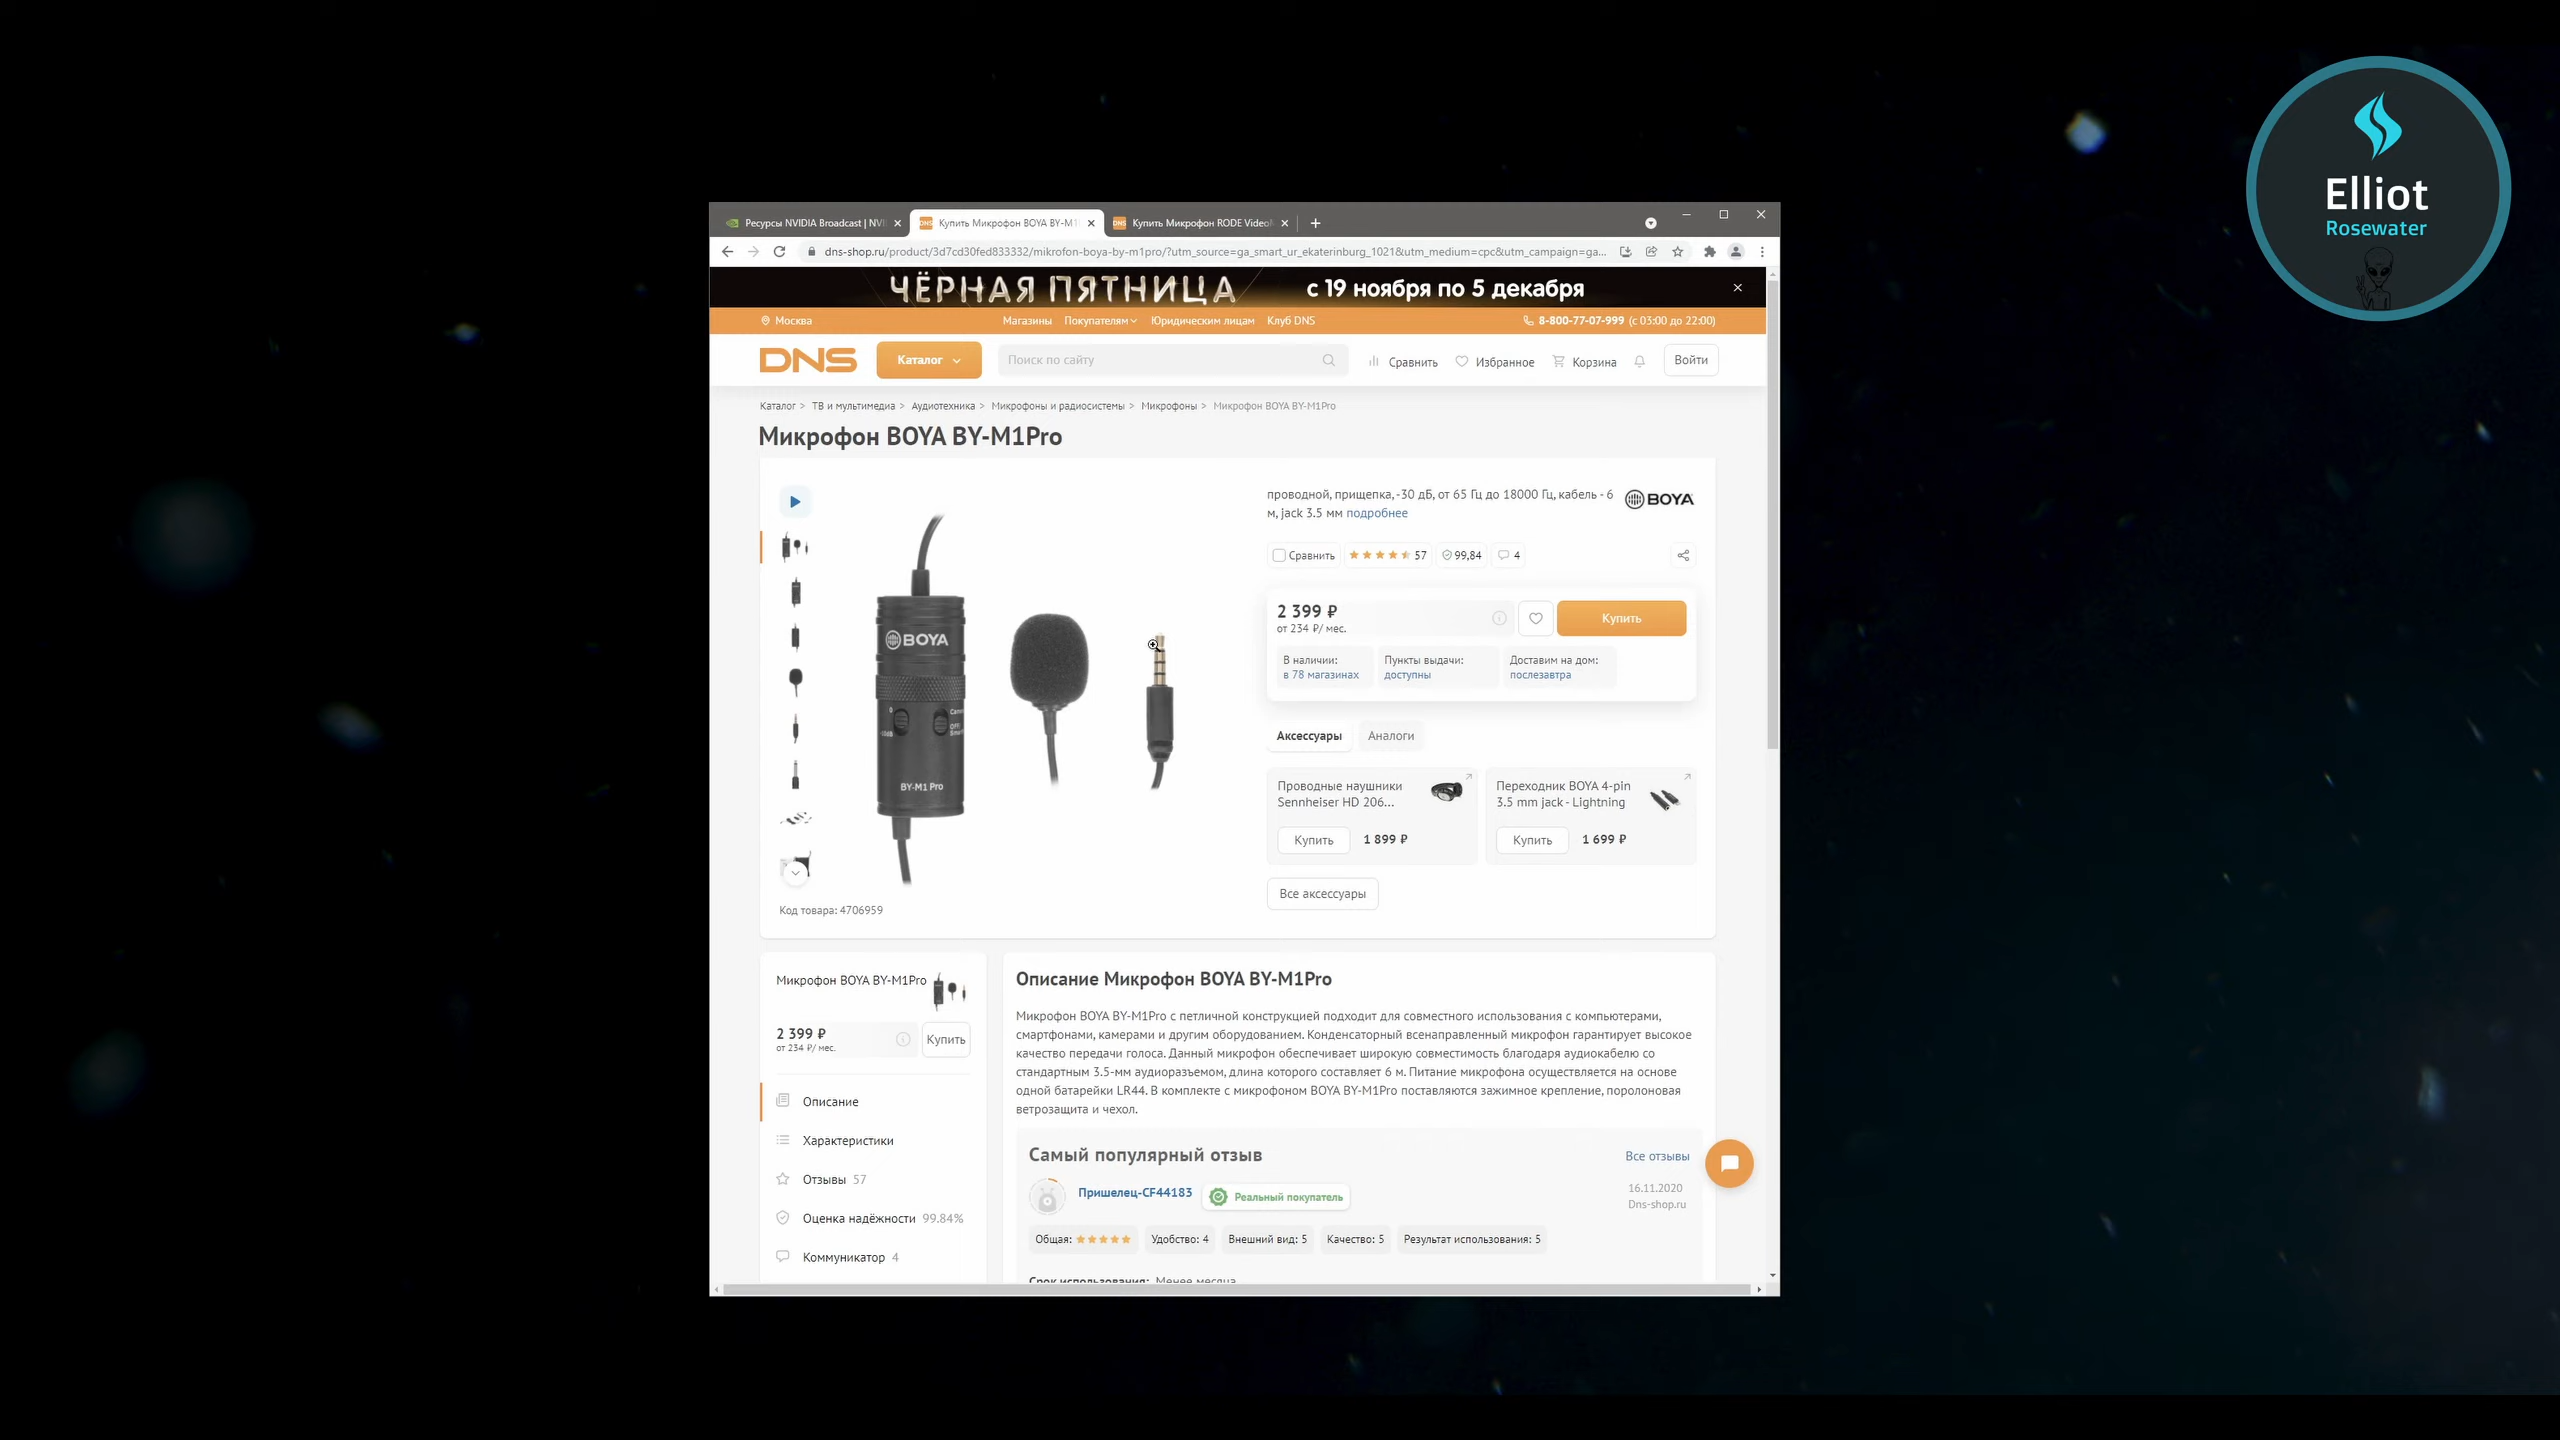 Elliot
Rosewater
Ресурсы NVIDIA Broadcast | NVI
Купить Микрофон BOYA BY-M1
Купить Микрофон RODE Video
dns-shop.ru/product/3d7cd30fed833332/mikrofon-boya-by-m1pro/?utm_source=ga_smart_ur_ekaterinburg_1021&utm_medium=cpc&utm_campaign=ga...
ЧЁРНАЯ ПЯТНИЦА с 19 ноября по 5 декабря
Москва Магазины Покупателям Юридическим лицам Клуб DNS 8-800-77-07-999 (с 03:00 до 22:00)
DNS Каталог Поиск по сайту Сравнить Избранное Корзина Войти
Каталог > ТВ и мультимедиа > Аудиотехника > Микрофоны и радиосистемы > Микрофоны > Микрофон BOYA BY-M1Pro
Микрофон BOYA BY-M1Pro
проводной, прищепка, -30 дБ, от 65 Гц до 18000 Гц, кабель - 6
м, jack 3.5 мм подробнее
BOYA
Сравнить 57 99,84 4
BOYA
0
-10dB
OFF/
BY-M1 Pro
2 399 ₽
от 234 ₽/ мес.
Купить
В наличии:
в 78 магазинах
Пункты выдачи:
доступны
Доставим на дом:
послезавтра
Аксессуары Аналоги
Проводные наушники
Sennheiser HD 206...
Купить 1 899 ₽
Переходник BOYA 4-pin
3.5 mm jack - Lightning
Купить 1 699 ₽
Все аксессуары
Код товара: 4706959
Микрофон BOYA BY-M1Pro
2 399 ₽
от 234 ₽/ мес.
Купить
Описание
Характеристики
Отзывы 57
Оценка надёжности 99.84%
Коммуникатор 4
Описание Микрофон BOYA BY-M1Pro
Микрофон BOYA BY-M1Pro с петличной конструкцией подходит для совместного использования с компьютерами,
смартфонами, камерами и другим оборудованием. Конденсаторный всенаправленный микрофон гарантирует высокое
качество передачи голоса. Данный микрофон обеспечивает широкую совместимость благодаря аудиокабелю со
стандартным 3.5-мм аудиоразъемом, длина которого составляет 6 м. Питание микрофона осуществляется на основе
одной батарейки LR44. В комплекте с микрофоном BOYA BY-M1Pro поставляются зажимное крепление, поролоновая
ветрозащита и чехол.
Самый популярный отзыв
Все отзывы
Пришелец-CF44183 Реальный покупатель
16.11.2020
Dns-shop.ru
Общая: Удобство: 4 Внешний вид: 5 Качество: 5 Результат использования: 5
Срок использования: Менее месяца